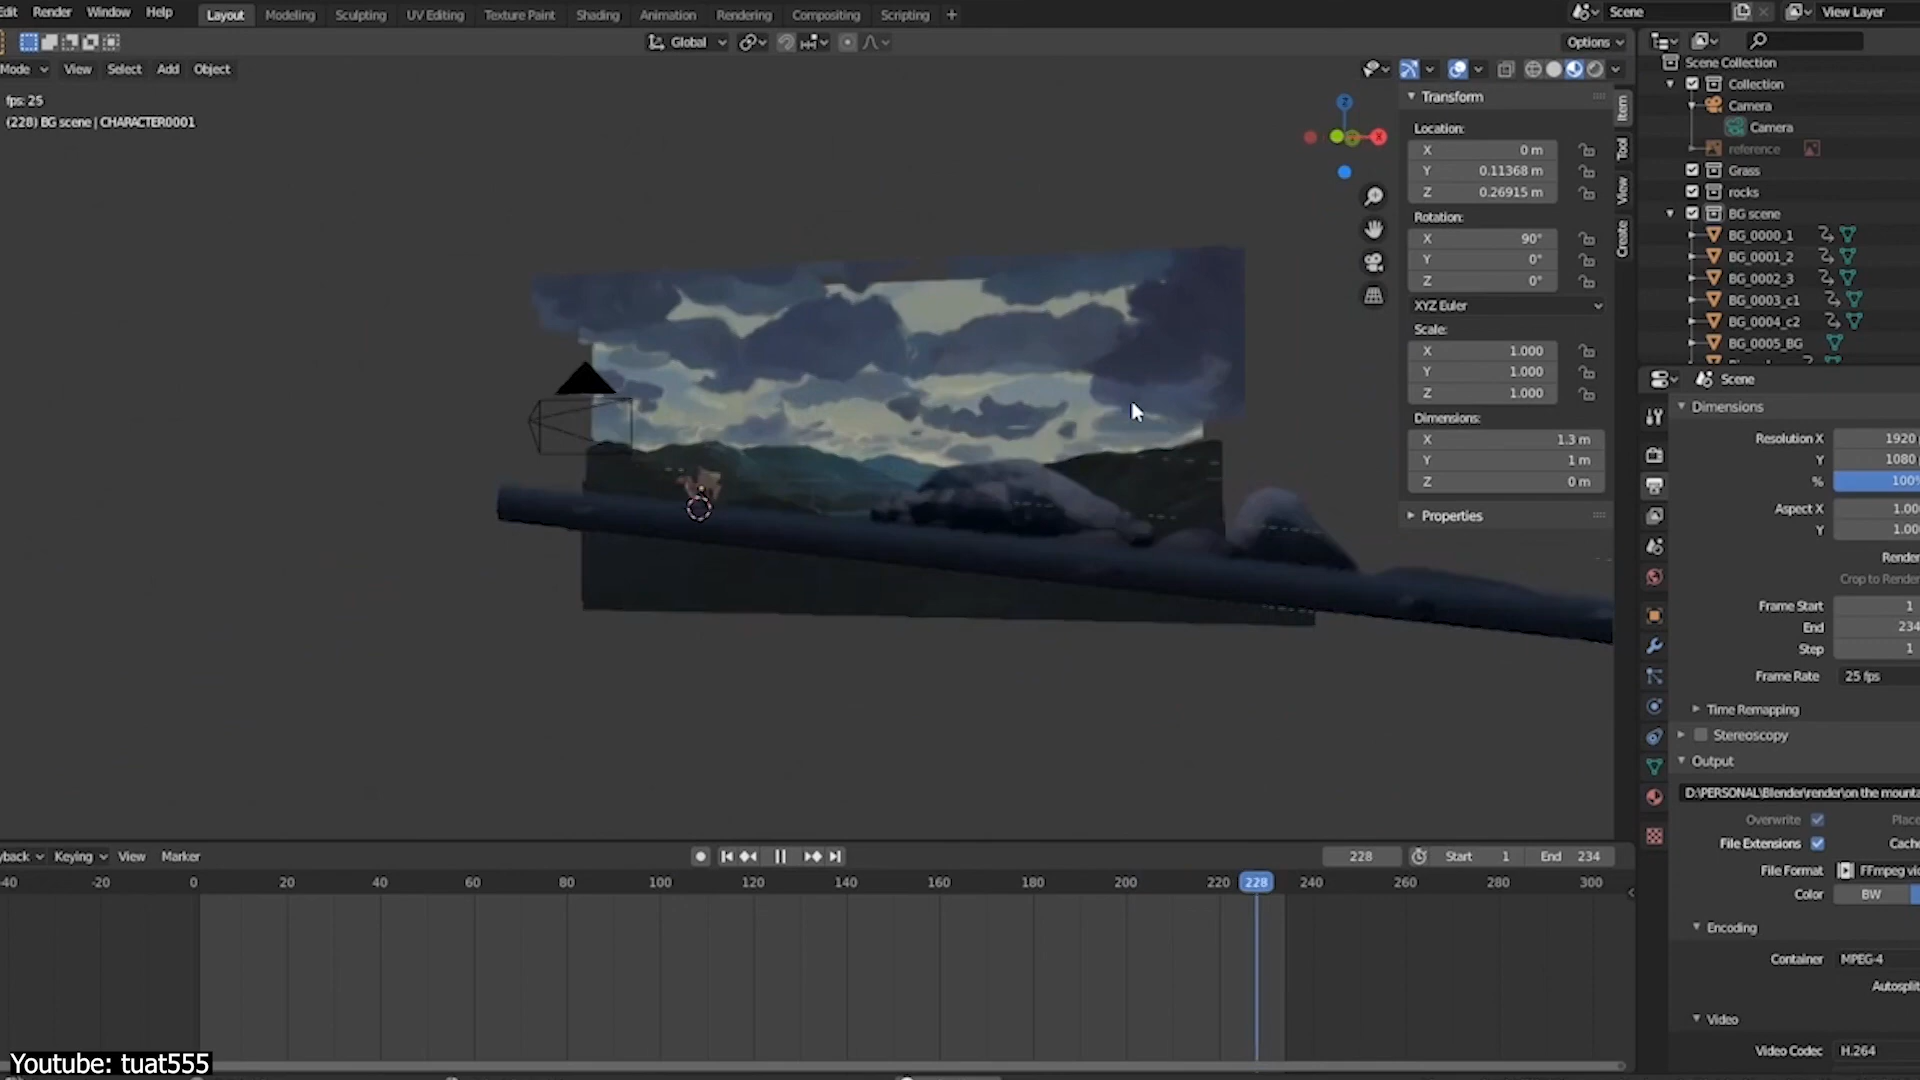 Edit Render Window Help Layout Modeling Sculpting UV Editing Texture Paint Shading Animation Rendering Compositing Scripting + Scene View Layer
Global Options
Mode View Select Add Object
fps: 25
(228) BG scene | CHARACTER0001
Z
X
Transform
Location:
X 0 m
Y 0.11368 m
Z 0.26915 m
Rotation:
X 90°
Y 0°
Z 0°
XYZ Euler
Scale:
X 1.000
Y 1.000
Z 1.000
Dimensions:
X 1.3 m
Y 1 m
Z 0 m
Properties
Item
Tool
View
Create
Scene Collection
Collection
Camera
Camera
reference
Grass
rocks
BG scene
BG_0000_1
BG_0001_2
BG_0002_3
BG_0003_c1
BG_0004_c2
BG_0005_BG
Scene
Dimensions
Resolution X 1920
Y 1080
% 100%
Aspect X 1.00
Y 1.00
Render
Crop to Render
Frame Start 1
End 234
Step 1
Frame Rate 25 fps
Time Remapping
Stereoscopy
Output
D:\PERSONAL\Blender\render\on the mounta
Overwrite Place
File Extensions Cache
File Format FFmpeg vi
Color BW
Encoding
Container MPEG-4
Autosplit
Video
Video Codec H.264
yback Keying View Marker 228 Start 1 End 234
-40 -20 0 20 40 60 80 100 120 140 160 180 200 220 228 240 260 280 300
Youtube: tuat555